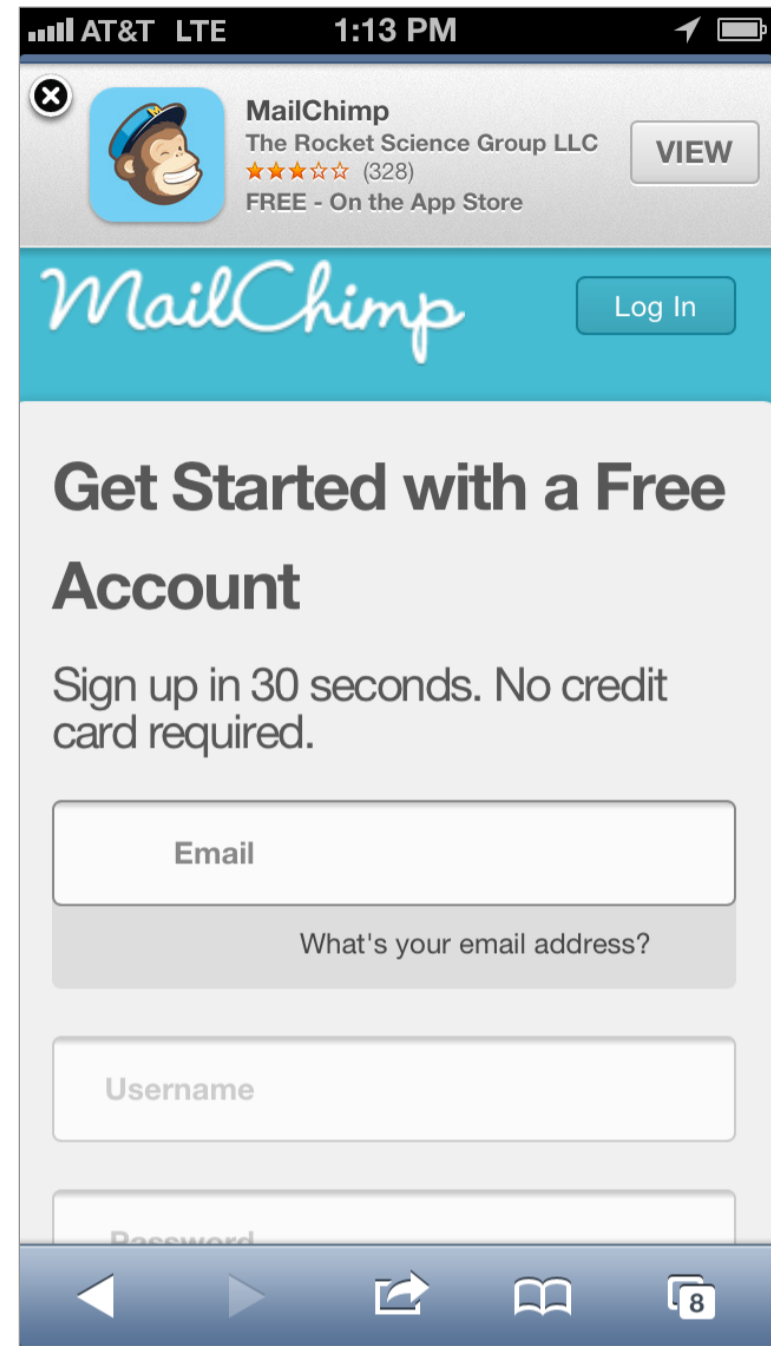 AT&T LTE 1:13 PM
MailChimp
The Rocket Science Group LLC
(328)
FREE - On the App Store
VIEW
MailChimp
Log In
Get Started with a Free
Account
Sign up in 30 seconds. No credit
card required.
Email
What's your email address?
Username
Password
8